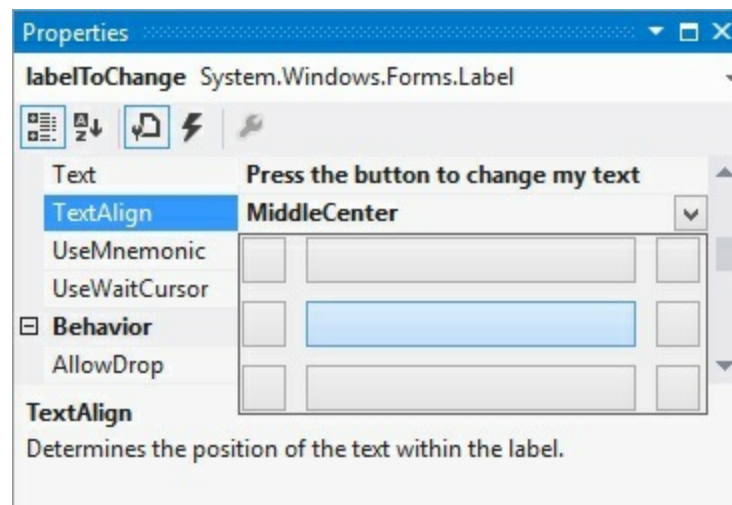 Properties
labelToChange System.Windows.Forms.Label
Text Press the button to change my text
TextAlign MiddleCenter
UseMnemonic
UseWaitCursor
Behavior
AllowDrop
TextAlign
Determines the position of the text within the label.